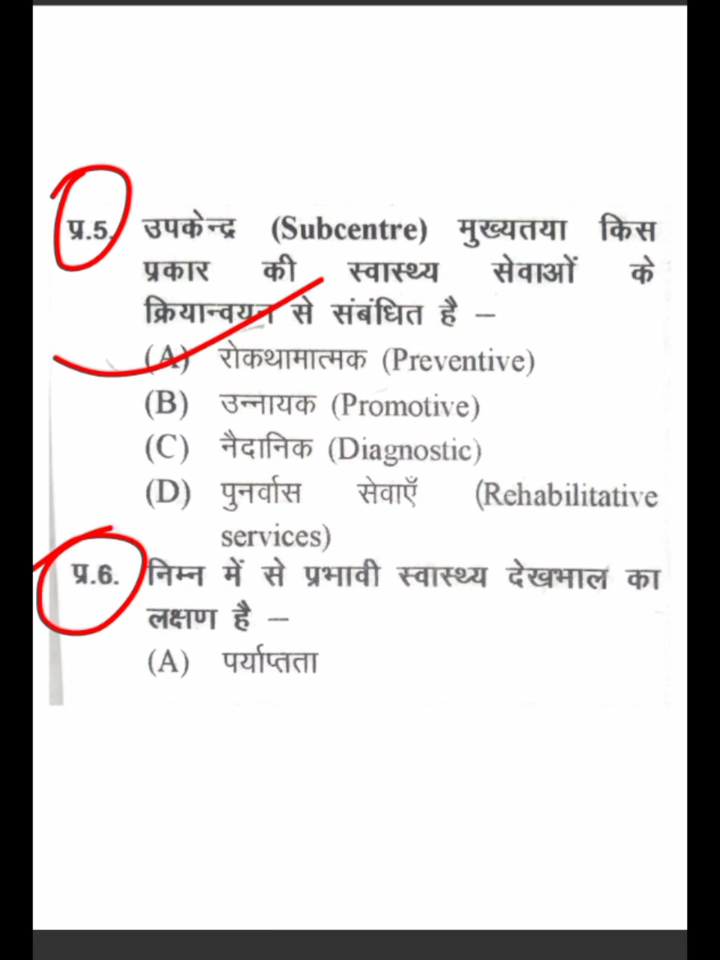 प्र.5. उपकेन्द्र (Subcentre) मुख्यतया किस
प्रकार की स्वास्थ्य सेवाओं के
क्रियान्वयन से संबंधित है –
(A) रोकथामात्मक (Preventive)
(B) उन्नायक (Promotive)
(C) नैदानिक (Diagnostic)
(D) पुनर्वास सेवाएँ (Rehabilitative
services)
प्र.6. निम्न में से प्रभावी स्वास्थ्य देखभाल का
लक्षण है –
(A) पर्याप्तता